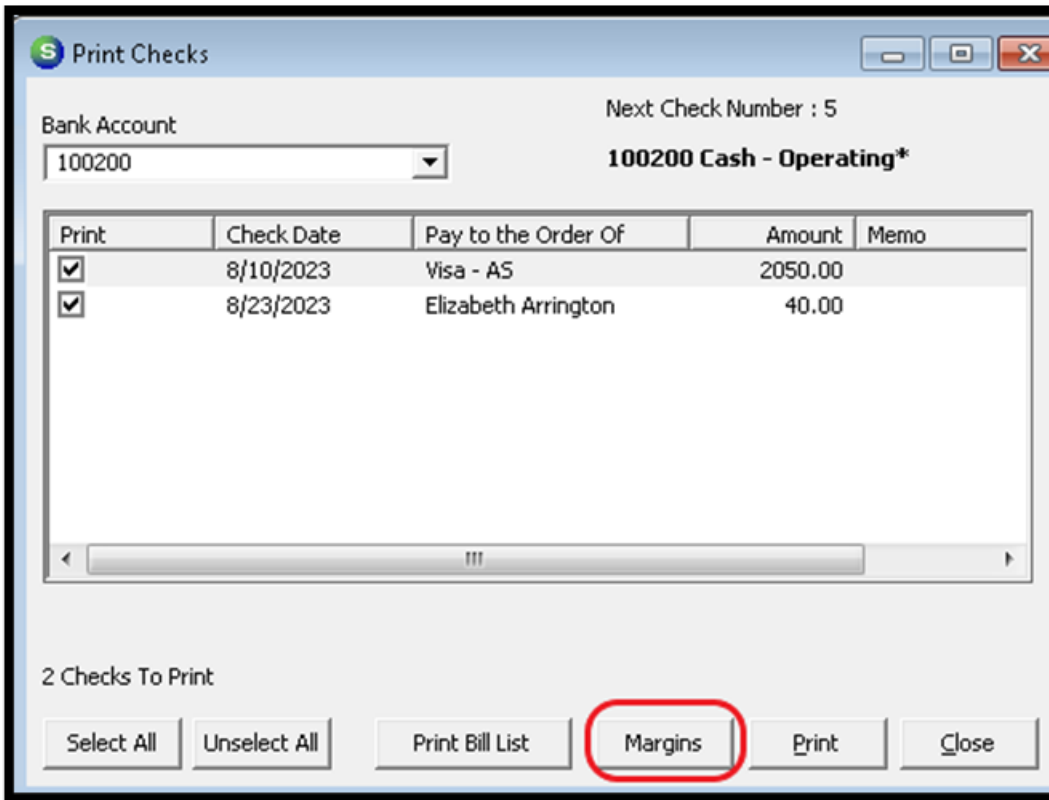 S Print Checks
Next Check Number : 5
Bank Account
100200
100200 Cash - Operating*
Print Check Date Pay to the Order Of Amount Memo
8/10/2023 Visa - AS 2050.00
8/23/2023 Elizabeth Arrington 40.00
2 Checks To Print
Select All Unselect All Print Bill List Margins Print Close